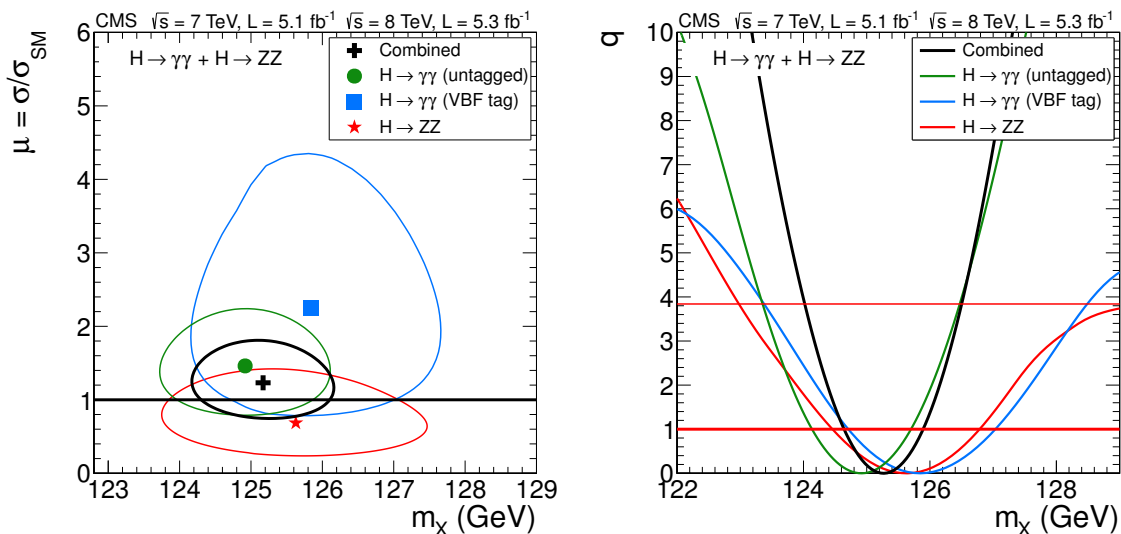 CMS √s = 7 TeV, L = 5.1 fb⁻¹ √s = 8 TeV, L = 5.3 fb⁻¹
H → γγ + H → ZZ
Combined
H → γγ (untagged)
H → γγ (VBF tag)
H → ZZ
μ = σ/σ_SM
6
5
4
3
2
1
0
123 124 125 126 127 128 129
m_X (GeV)
CMS √s = 7 TeV, L = 5.1 fb⁻¹ √s = 8 TeV, L = 5.3 fb⁻¹
H → γγ + H → ZZ
Combined
H → γγ (untagged)
H → γγ (VBF tag)
H → ZZ
q
10
9
8
7
6
5
4
3
2
1
0
122 124 126 128
m_X (GeV)